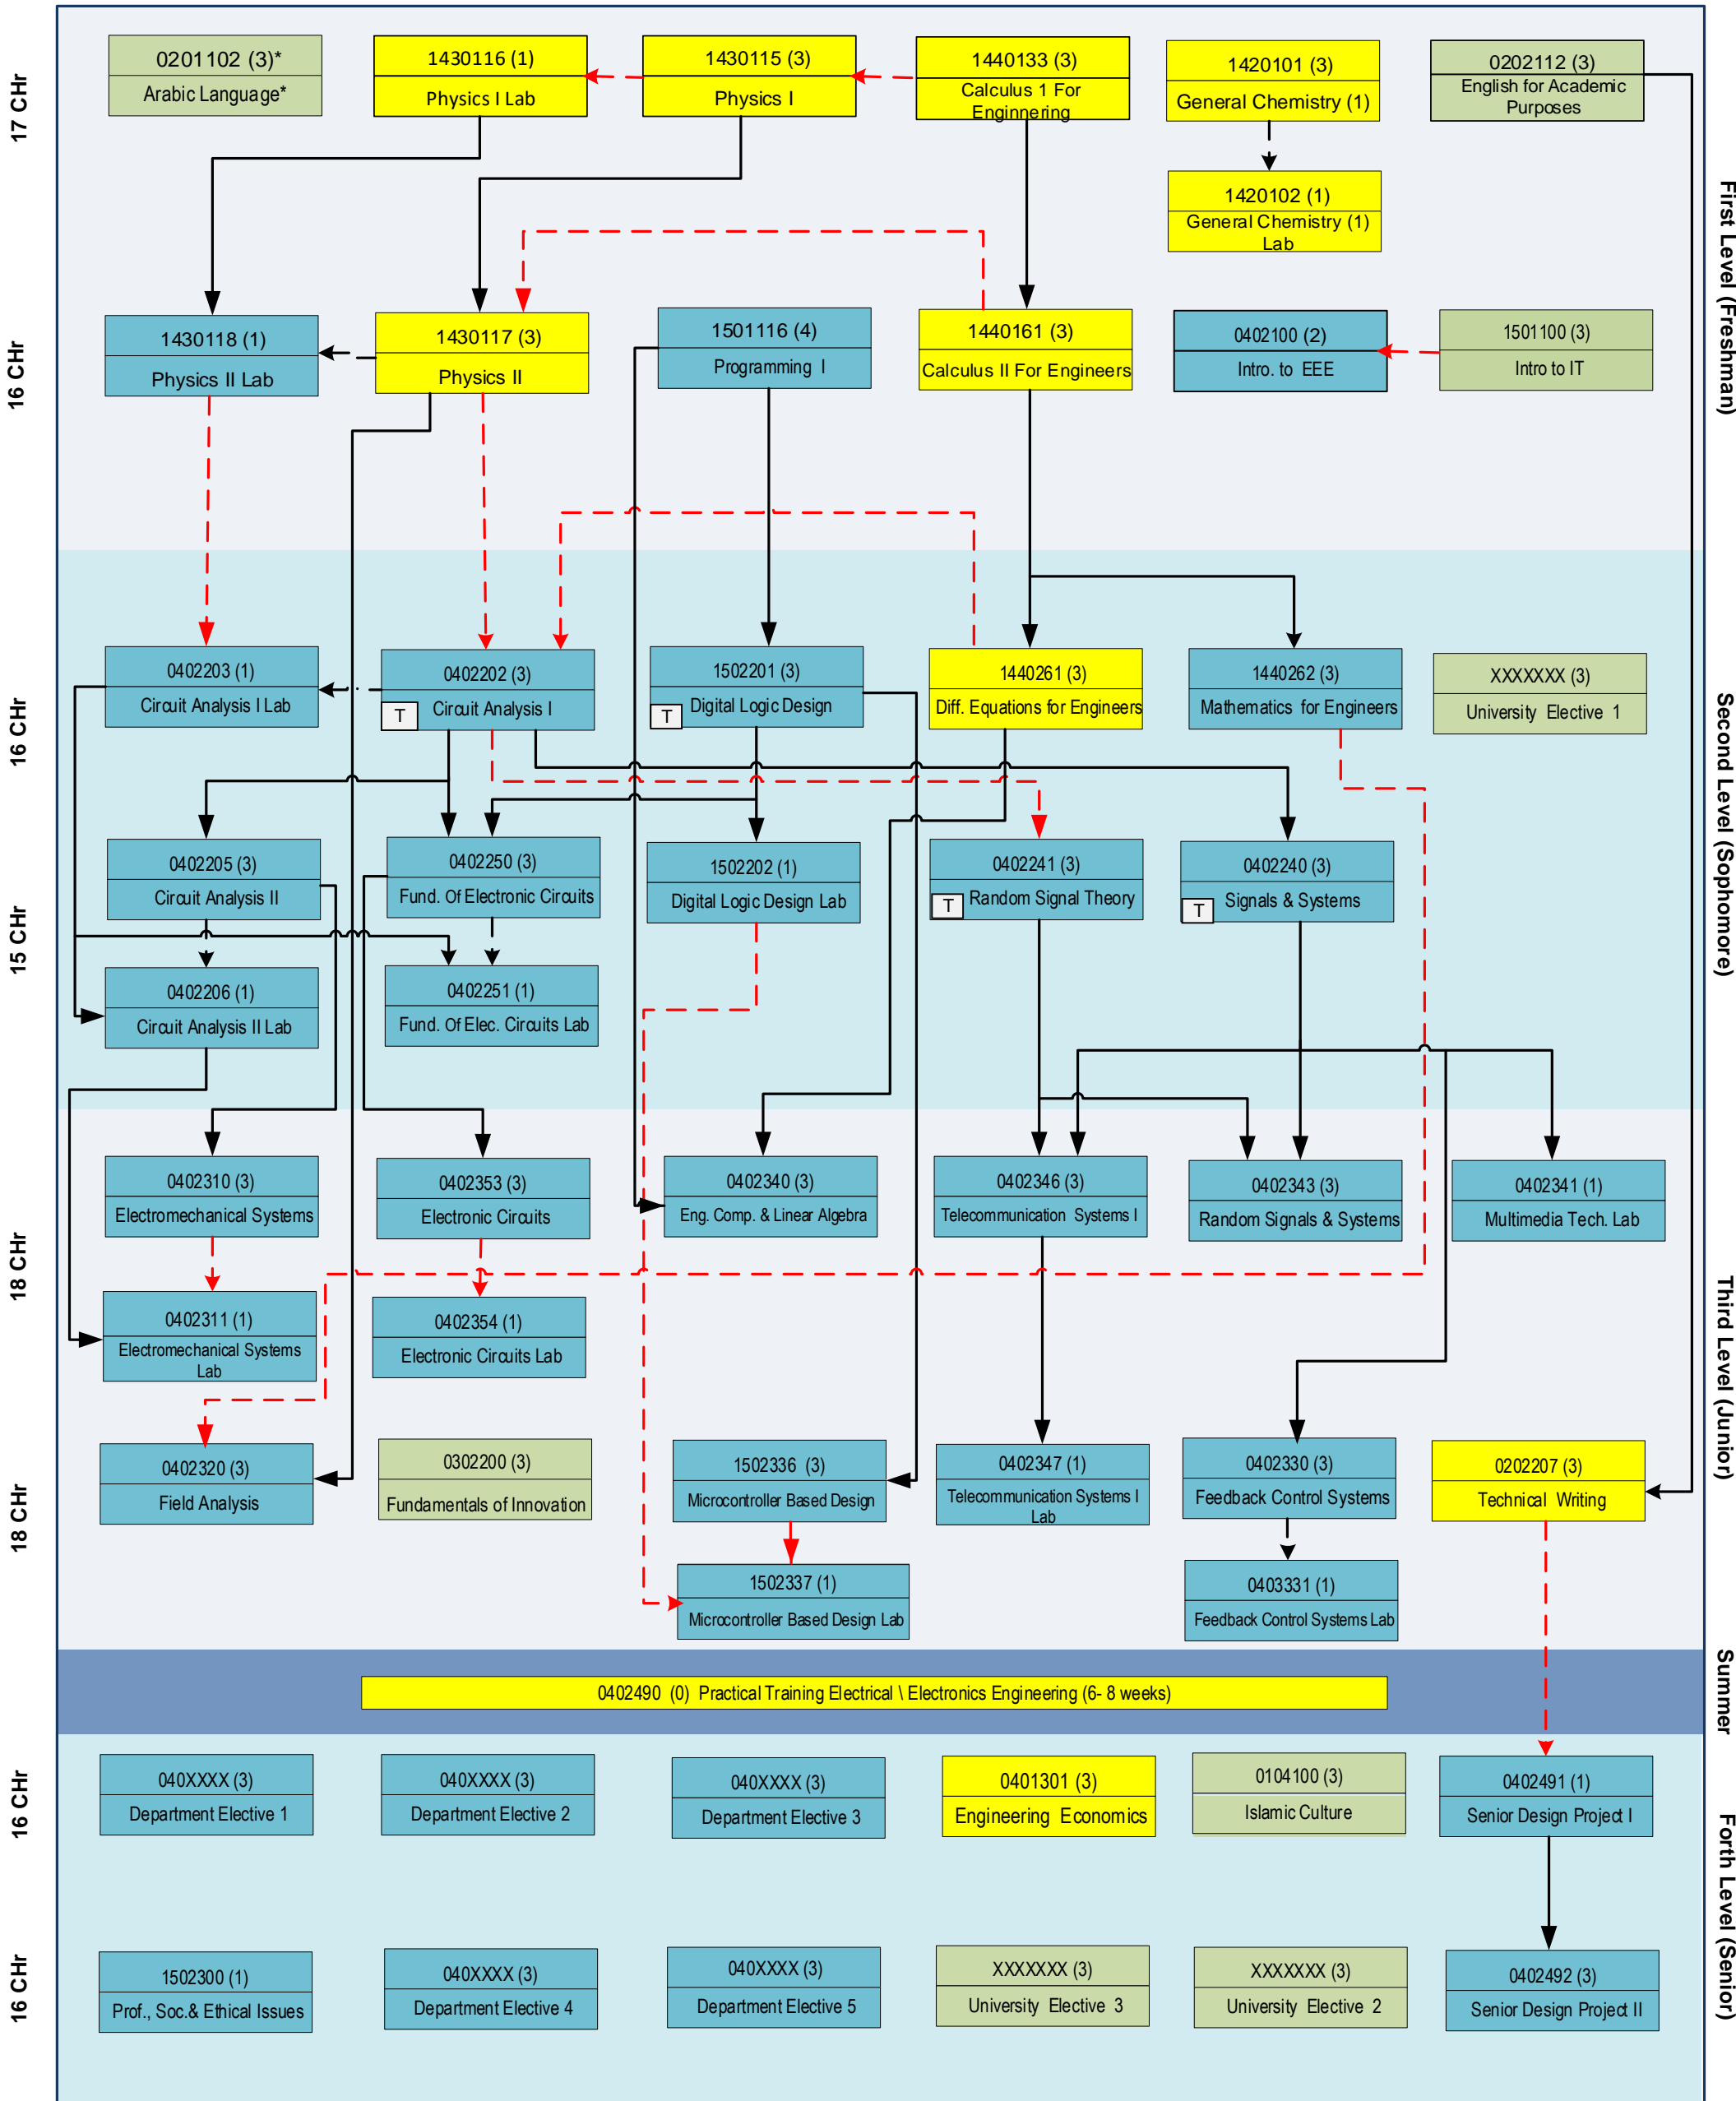 17 CHr
0201102 (3)*
Arabic Language*
1430116 (1)
Physics I Lab
1430115 (3)
Physics I
1440133 (3)
Calculus 1 For
Enginnering
1420101 (3)
General Chemistry (1)
0202112 (3)
English for Academic
Purposes
1420102 (1)
General Chemistry (1)
Lab
First Level (Freshman)
16 CHr
1430118 (1)
Physics II Lab
1430117 (3)
Physics II
1501116 (4)
Programming I
1440161 (3)
Calculus II For Engineers
0402100 (2)
Intro. to EEE
1501100 (3)
Intro to IT
16 CHr
0402203 (1)
Circuit Analysis I Lab
0402202 (3)
Circuit Analysis I
T
1502201 (3)
Digital Logic Design
T
1440261 (3)
Diff. Equations for Engineers
1440262 (3)
Mathematics for Engineers
XXXXXXX (3)
University Elective 1
Second Level (Sophomore)
15 CHr
0402205 (3)
Circuit Analysis II
0402250 (3)
Fund. Of Electronic Circuits
1502202 (1)
Digital Logic Design Lab
0402241 (3)
Random Signal Theory
T
0402240 (3)
Signals & Systems
T
0402206 (1)
Circuit Analysis II Lab
0402251 (1)
Fund. Of Elec. Circuits Lab
18 CHr
0402310 (3)
Electromechanical Systems
0402353 (3)
Electronic Circuits
0402340 (3)
Eng. Comp. & Linear Algebra
0402346 (3)
Telecommunication Systems I
0402343 (3)
Random Signals & Systems
0402341 (1)
Multimedia Tech. Lab
0402311 (1)
Electromechanical Systems
Lab
0402354 (1)
Electronic Circuits Lab
Third Level (Junior)
18 CHr
0402320 (3)
Field Analysis
0302200 (3)
Fundamentals of Innovation
1502336 (3)
Microcontroller Based Design
0402347 (1)
Telecommunication Systems I
Lab
0402330 (3)
Feedback Control Systems
0202207 (3)
Technical Writing
1502337 (1)
Microcontroller Based Design Lab
0403331 (1)
Feedback Control Systems Lab
Summer
0402490 (0) Practical Training Electrical \ Electronics Engineering (6- 8 weeks)
16 CHr
040XXXX (3)
Department Elective 1
040XXXX (3)
Department Elective 2
040XXXX (3)
Department Elective 3
0401301 (3)
Engineering Economics
0104100 (3)
Islamic Culture
0402491 (1)
Senior Design Project I
Forth Level (Senior)
16 CHr
1502300 (1)
Prof., Soc.& Ethical Issues
040XXXX (3)
Department Elective 4
040XXXX (3)
Department Elective 5
XXXXXXX (3)
University Elective 3
XXXXXXX (3)
University Elective 2
0402492 (3)
Senior Design Project II